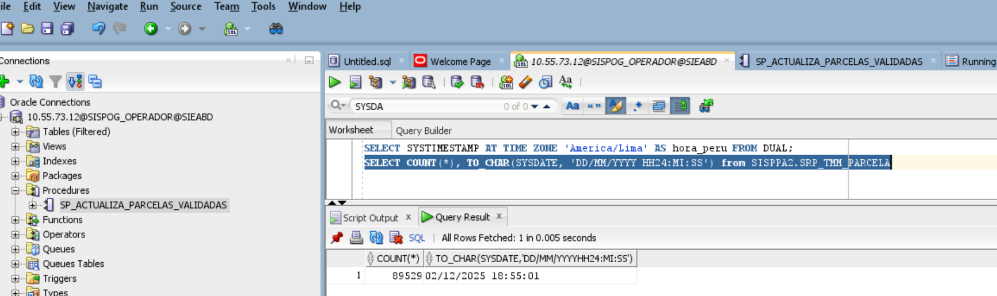 ile Edit View Navigate Run Source Team Tools Window Help
Connections
Untitled.sql Welcome Page 10.55.73.12@SISPOG_OPERADOR@SIEABD SP_ACTUALIZA_PARCELAS_VALIDADAS Running
SYSDA 0 of 0 Aa
Oracle Connections
10.55.73.12@SISPOG_OPERADOR@SIEABD
Tables (Filtered)
Views
Indexes
Packages
Procedures
SP_ACTUALIZA_PARCELAS_VALIDADAS
Functions
Operators
Queues
Queues Tables
Triggers
Types
Worksheet Query Builder
SELECT SYSTIMESTAMP AT TIME ZONE 'America/Lima' AS hora_peru FROM DUAL;
SELECT COUNT(*), TO_CHAR(SYSDATE, 'DD/MM/YYYY HH24:MI:SS') from SISPPA2.SRP_TMM_PARCELA
Script Output x Query Result x
SQL | All Rows Fetched: 1 in 0.005 seconds
COUNT(*) TO_CHAR(SYSDATE,'DD/MM/YYYYHH24:MI:SS')
1 89529 02/12/2025 18:55:01